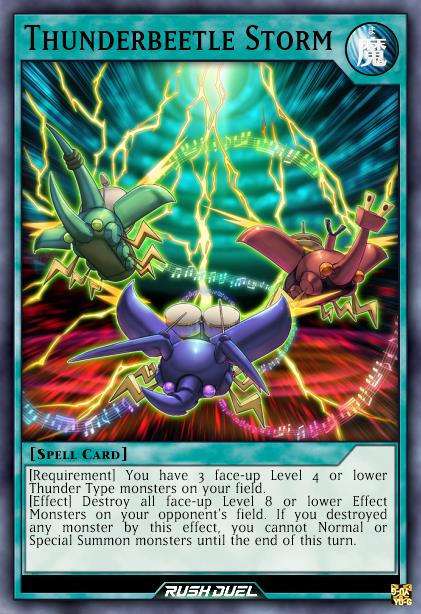 Thunderbeetle Storm
ま
魔
[Spell Card]
[Requirement] You have 3 face-up Level 4 or lower
Thunder Type monsters on your field.
[Effect] Destroy all face-up Level 8 or lower Effect
Monsters on your opponent's field. If you destroyed
any monster by this effect, you cannot Normal or
Special Summon monsters until the end of this turn.
RUSH DUEL